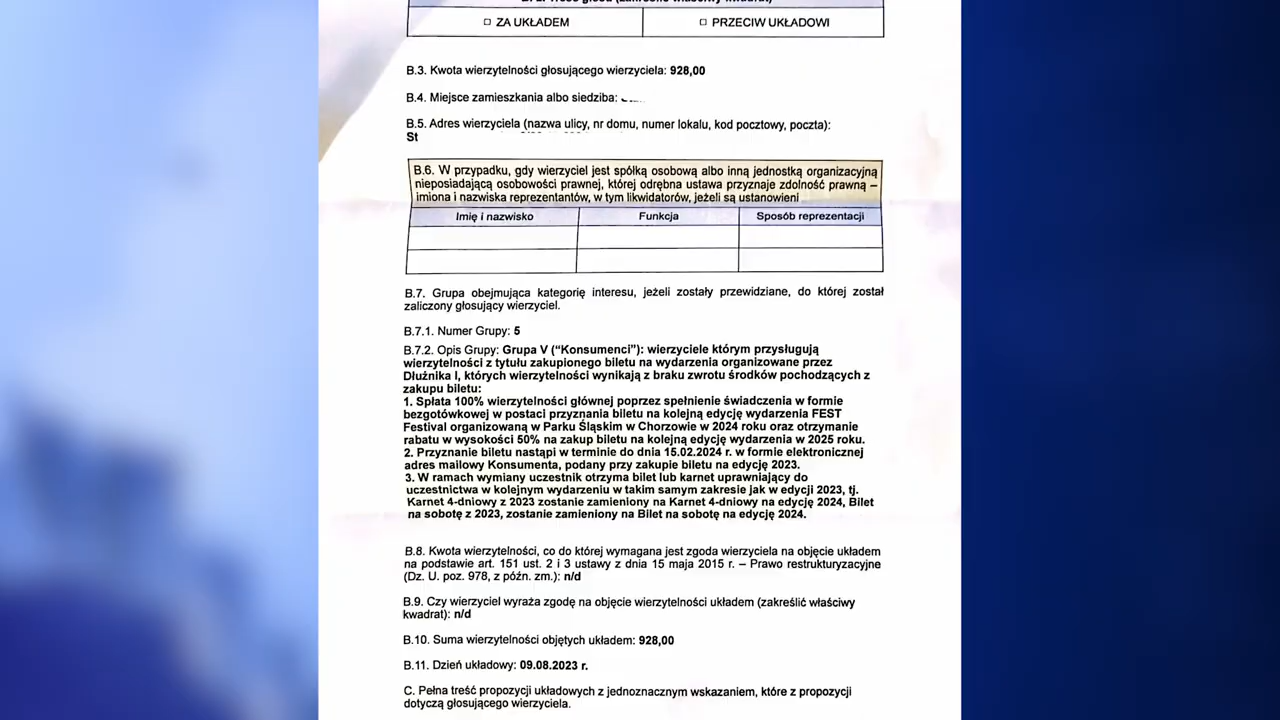 □ ZA UKŁADEM □ PRZECIW UKŁADOWI
B.3. Kwota wierzytelności głosującego wierzyciela: 928,00
B.4. Miejsce zamieszkania albo siedziba:
B.5. Adres wierzyciela (nazwa ulicy, nr domu, numer lokalu, kod pocztowy, poczta):
St
B.6. W przypadku, gdy wierzyciel jest spółką osobową albo inną jednostką organizacyjną
nieposiadającą osobowości prawnej, której odrębna ustawa przyznaje zdolność prawną –
imiona i nazwiska reprezentantów, w tym likwidatorów, jeżeli są ustanowieni
Imię i nazwisko Funkcja Sposób reprezentacji
B.7. Grupa obejmująca kategorię interesu, jeżeli zostały przewidziane, do której został
zaliczony głosujący wierzyciel.
B.7.1. Numer Grupy: 5
B.7.2. Opis Grupy: Grupa V (“Konsumenci”): wierzyciele którym przysługują
wierzytelności z tytułu zakupionego biletu na wydarzenia organizowane przez
Dłużnika I, których wierzytelności wynikają z braku zwrotu środków pochodzących z
zakupu biletu:
1. Spłata 100% wierzytelności głównej poprzez spełnienie świadczenia w formie
bezgotówkowej w postaci przyznania biletu na kolejną edycję wydarzenia FEST
Festival organizowaną w Parku Śląskim w Chorzowie w 2024 roku oraz otrzymanie
rabatu w wysokości 50% na zakup biletu na kolejną edycję wydarzenia w 2025 roku.
2. Przyznanie biletu nastąpi w terminie do dnia 15.02.2024 r. w formie elektronicznej
adres mailowy Konsumenta, podany przy zakupie biletu na edycję 2023.
3. W ramach wymiany uczestnik otrzyma bilet lub karnet uprawniający do
uczestnictwa w kolejnym wydarzeniu w takim samym zakresie jak w edycji 2023, tj.
Karnet 4-dniowy z 2023 zostanie zamieniony na Karnet 4-dniowy na edycję 2024, Bilet
na sobotę z 2023, zostanie zamieniony na Bilet na sobotę na edycję 2024.
B.8. Kwota wierzytelności, co do której wymagana jest zgoda wierzyciela na objęcie układem
na podstawie art. 151 ust. 2 i 3 ustawy z dnia 15 maja 2015 r. – Prawo restrukturyzacyjne
(Dz. U. poz. 978, z późn. zm.): n/d
B.9. Czy wierzyciel wyraża zgodę na objęcie wierzytelności układem (zakreślić właściwy
kwadrat): n/d
B.10. Suma wierzytelności objętych układem: 928,00
B.11. Dzień układowy: 09.08.2023 r.
C. Pełna treść propozycji układowych z jednoznacznym wskazaniem, które z propozycji
dotyczą głosującego wierzyciela.